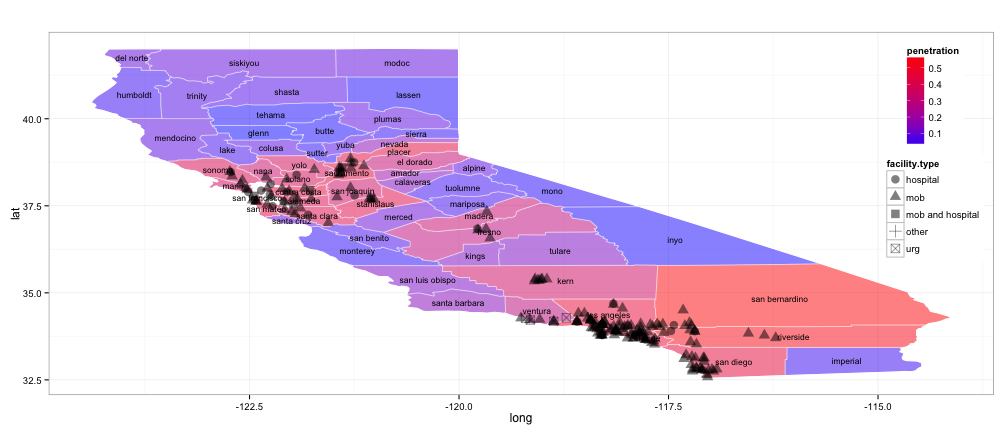 del norte
siskiyou
modoc
humboldt
trinity
shasta
lassen
tehama
plumas
mendocino
glenn
butte
sierra
lake
colusa
sutter
yuba
nevada
placer
sonoma
napa
yolo
el dorado
sacramento
solano
amador
alpine
marin
contra costa
calaveras
san francisco
alameda
san joaquin
tuolumne
mono
san mateo
stanislaus
mariposa
santa clara
santa cruz
merced
madera
fresno
san benito
monterey
kings
tulare
inyo
san luis obispo
kern
santa barbara
ventura
los angeles
san bernardino
riverside
san diego
imperial
penetration
0.5
0.4
0.3
0.2
0.1
facility.type
hospital
mob
mob and hospital
other
urg
lat
40.0
37.5
35.0
32.5
-122.5
-120.0
-117.5
-115.0
long